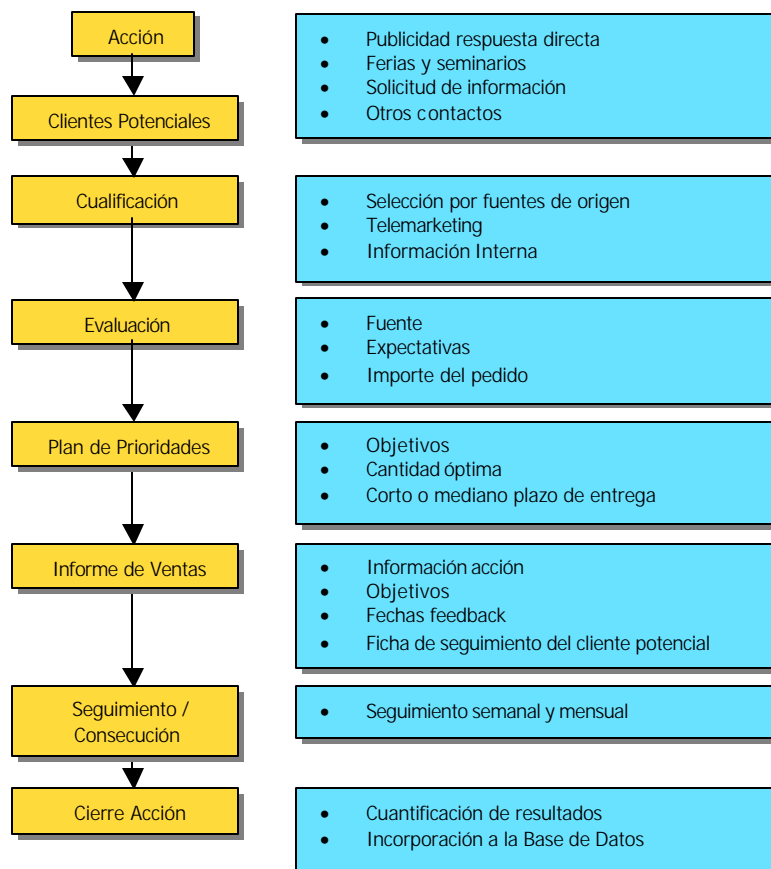 Acción
Publicidad respuesta directa
Ferias y seminarios
Solicitud de información
Otros contactos
Clientes Potenciales
Cualificación
Selección por fuentes de origen
Telemarketing
Información Interna
Evaluación
Fuente
Expectativas
Importe del pedido
Plan de Prioridades
Objetivos
Cantidad óptima
Corto o mediano plazo de entrega
Informe de Ventas
Información acción
Objetivos
Fechas feedback
Ficha de seguimiento del cliente potencial
Seguimiento /
Consecución
Seguimiento semanal y mensual
Cierre Acción
Cuantificación de resultados
Incorporación a la Base de Datos